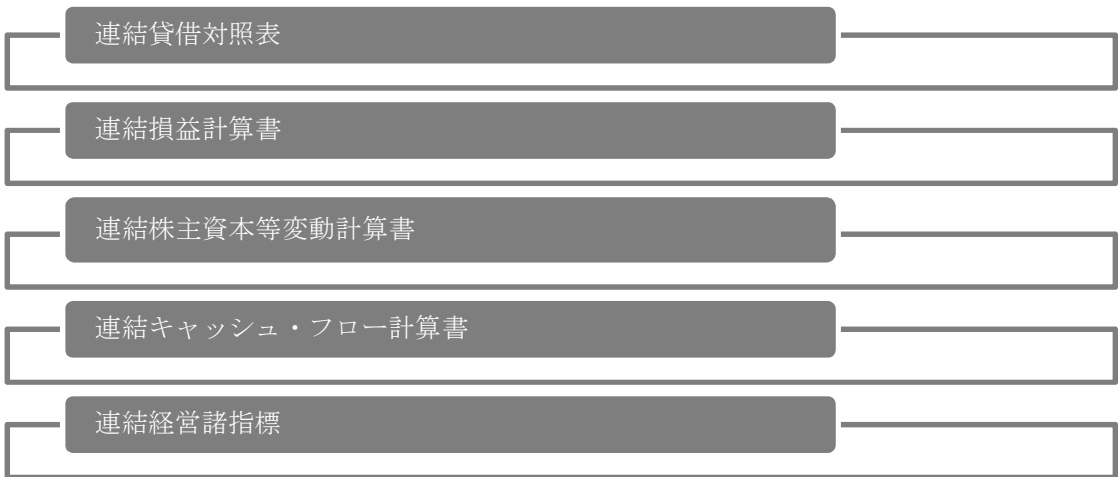 連結貸借対照表
連結損益計算書
連結株主資本等変動計算書
連結キャッシュ・フロー計算書
連結経営諸指標